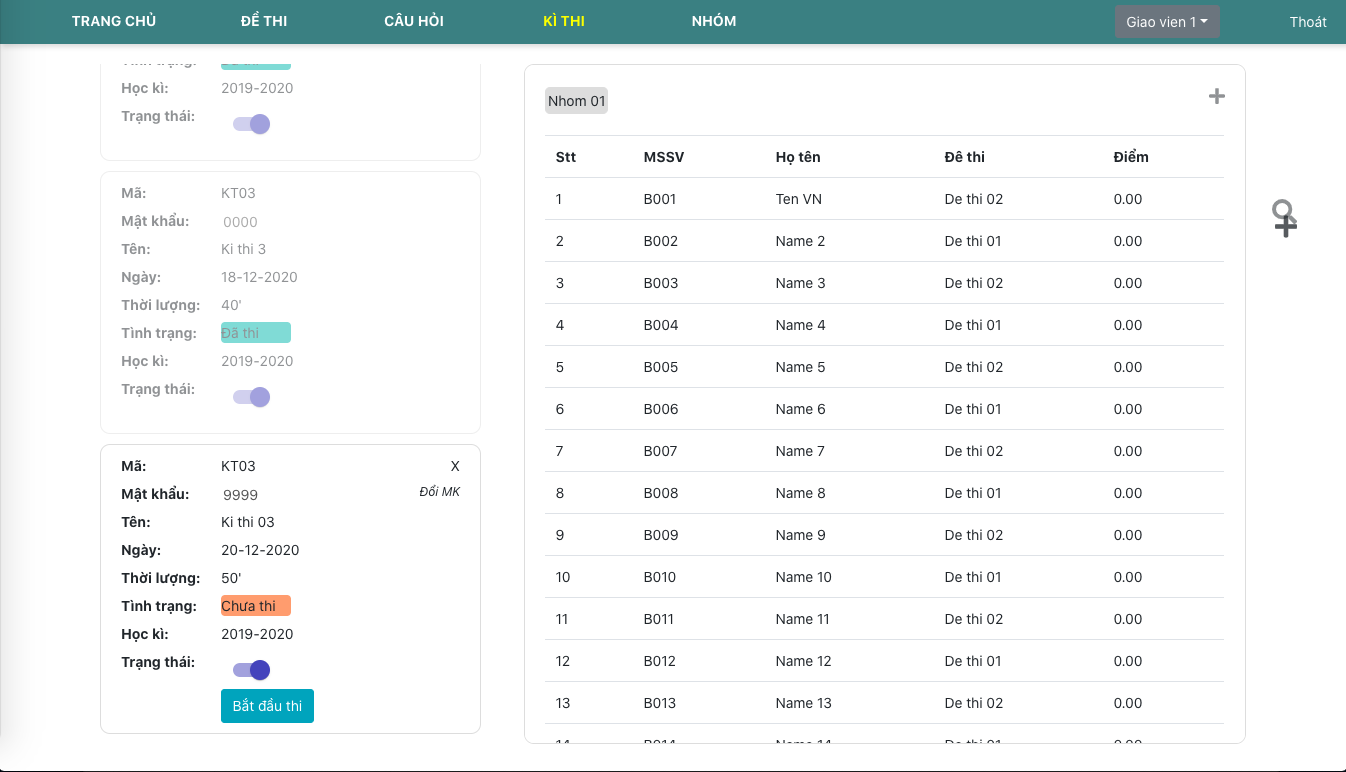 TRANG CHỦ ĐỀ THI CÂU HỎI KÌ THI NHÓM Giao vien 1 Thoát
Học kì: 2019-2020
Trạng thái:
Mã: KT03
Mật khẩu: 0000
Tên: Ki thi 3
Ngày: 18-12-2020
Thời lượng: 40'
Tình trạng: Đã thi
Học kì: 2019-2020
Trạng thái:
Mã: KT03 X
Mật khẩu: 9999 Đổi MK
Tên: Ki thi 03
Ngày: 20-12-2020
Thời lượng: 50'
Tình trạng: Chưa thi
Học kì: 2019-2020
Trạng thái:
Bắt đầu thi
Nhom 01
Stt MSSV Họ tên Đê thi Điểm
1 B001 Ten VN De thi 02 0.00
2 B002 Name 2 De thi 01 0.00
3 B003 Name 3 De thi 02 0.00
4 B004 Name 4 De thi 01 0.00
5 B005 Name 5 De thi 02 0.00
6 B006 Name 6 De thi 01 0.00
7 B007 Name 7 De thi 02 0.00
8 B008 Name 8 De thi 01 0.00
9 B009 Name 9 De thi 02 0.00
10 B010 Name 10 De thi 01 0.00
11 B011 Name 11 De thi 02 0.00
12 B012 Name 12 De thi 01 0.00
13 B013 Name 13 De thi 02 0.00